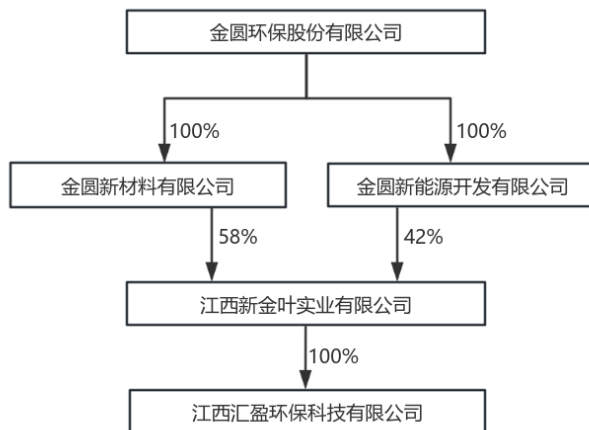 金圆环保股份有限公司
100%
100%
金圆新材料有限公司
金圆新能源开发有限公司
58%
42%
江西新金叶实业有限公司
100%
江西汇盈环保科技有限公司